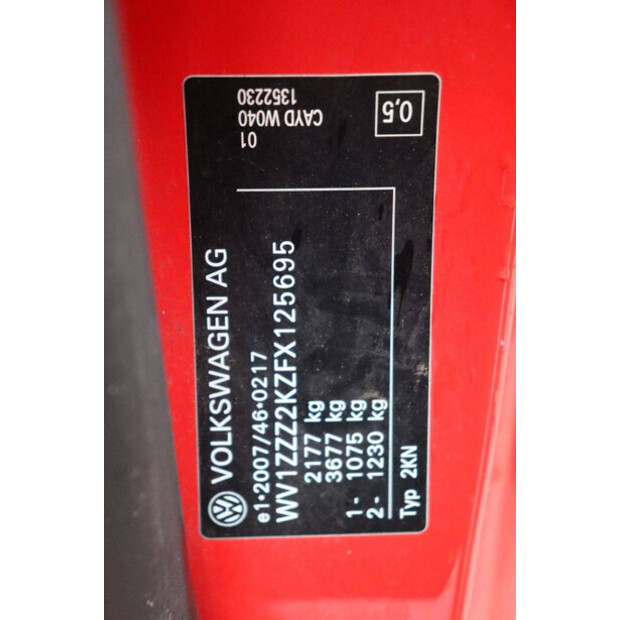 VOLKSWAGEN AG
e1*2007/46*0217
WV1ZZZ2KZFX125695
2177 kg
3677 kg
1- 1075 kg
2- 1230 kg
Typ 2KN
01
CAYD W040
1352230
0,5